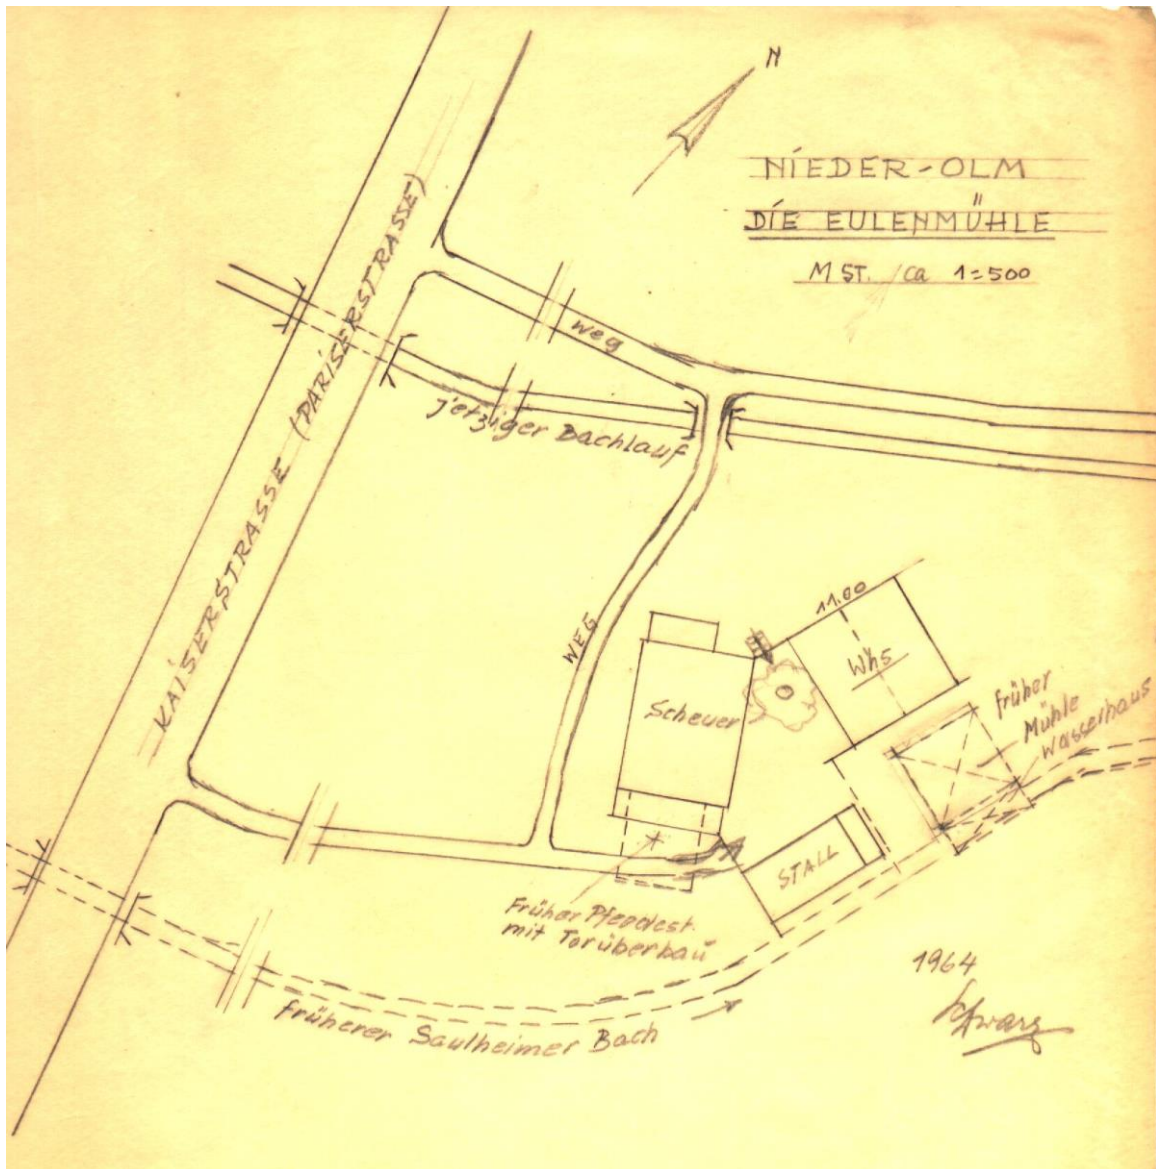 N
NIEDER-OLM
DIE EULENMÜHLE
MST. ca 1=500
KAISERSTRASSE (PARISERSTRASSE)
weg
jetziger Bachlauf
WEG
11.00
Whs
Scheuer
früher
Mühle
Wasserhaus
STALL
Früher Pferdest.
mit Torüberbau
früherer Saulheimer Bach
1964
Schwarz